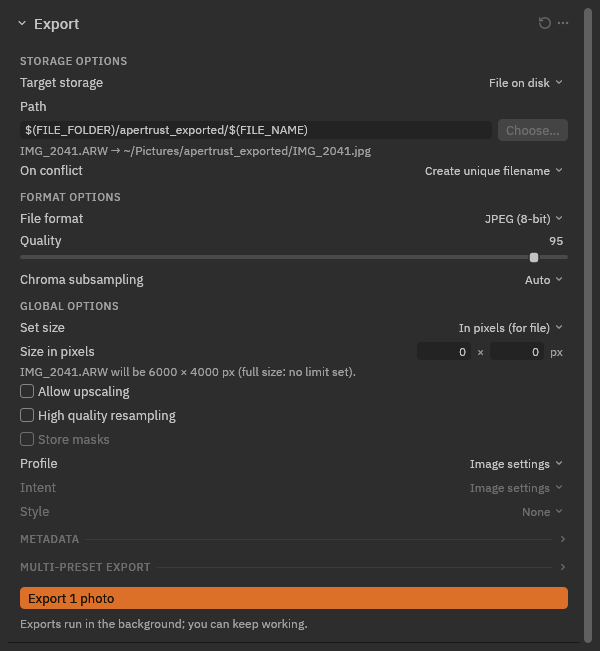 Export
STORAGE OPTIONS
Target storage File on disk
Path
$(FILE_FOLDER)/apertrust_exported/$(FILE_NAME) Choose...
IMG_2041.ARW → ~/Pictures/apertrust_exported/IMG_2041.jpg
On conflict Create unique filename
FORMAT OPTIONS
File format JPEG (8-bit)
Quality 95
Chroma subsampling Auto
GLOBAL OPTIONS
Set size In pixels (for file)
Size in pixels 0 × 0 px
IMG_2041.ARW will be 6000 × 4000 px (full size: no limit set).
Allow upscaling
High quality resampling
Store masks
Profile Image settings
Intent Image settings
Style None
METADATA
MULTI-PRESET EXPORT
Export 1 photo
Exports run in the background; you can keep working.